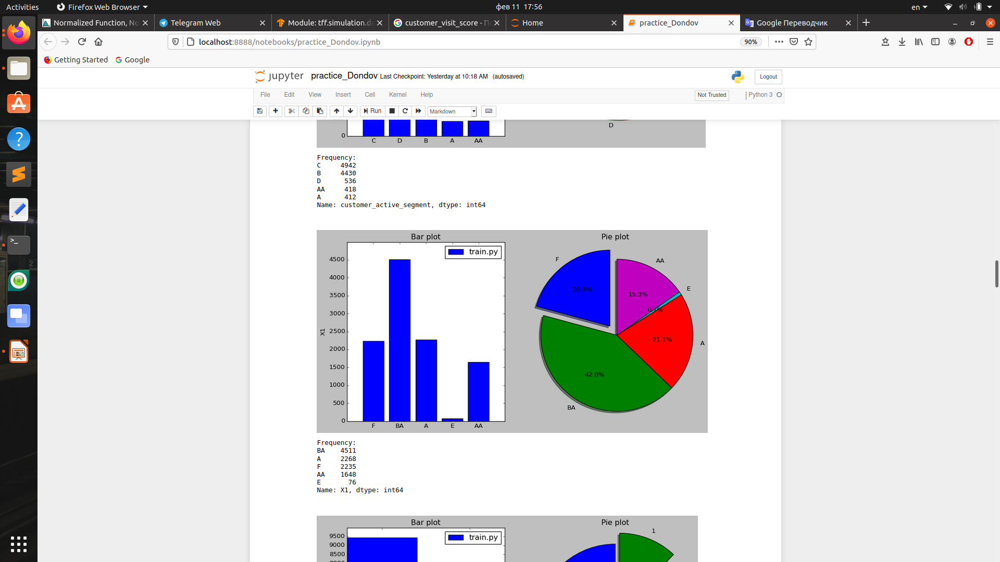 Activities
Firefox Web Browser
фев 11 17:56
en
Normalized Function, No
Telegram Web
Module: tff.simulation.da
customer_visit_score - П
Home
practice_Dondov
Google Переводчик
localhost:8888/notebooks/practice_Dondov.ipynb
90%
Getting Started
Google
jupyter
practice_Dondov Last Checkpoint: Yesterday at 10:18 AM (autosaved)
Logout
File Edit View Insert Cell Kernel Help
Not Trusted
Python 3
Run
Markdown
0
C D B A AA
D
Frequency:
C 4942
B 4430
D 536
AA 418
A 412
Name: customer_active_segment, dtype: int64
Bar plot
Pie plot
train.py
4500
4000
3500
3000
2500
2000
1500
1000
500
0
X1
F BA A E AA
F
AA
E
A
BA
20.8%
15.3%
0.7%
21.1%
42.0%
Frequency:
BA 4511
A 2268
F 2235
AA 1648
E 76
Name: X1, dtype: int64
Bar plot
Pie plot
train.py
9500
9000
8500
1